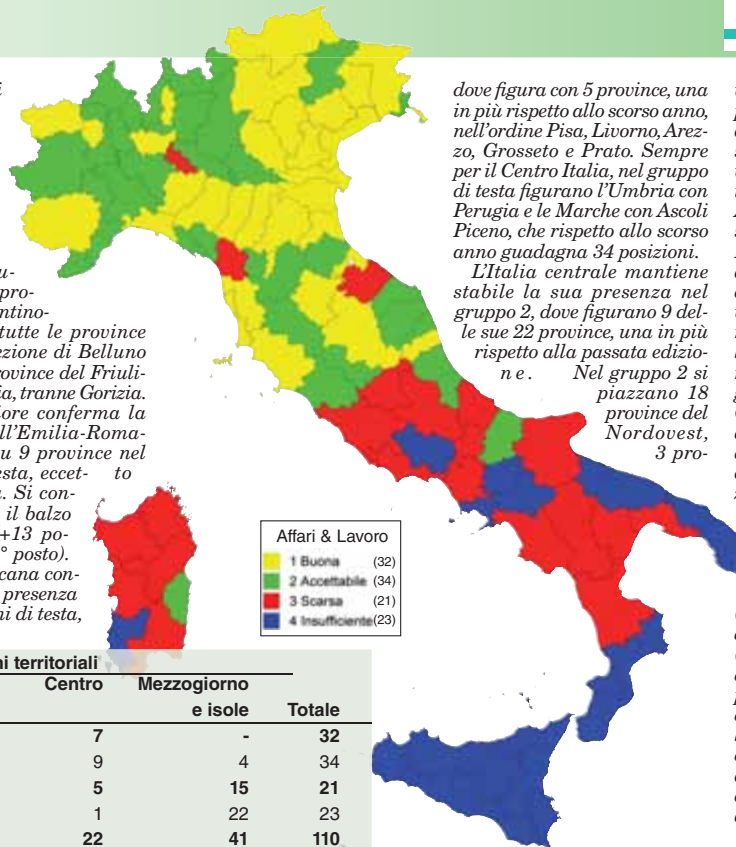 dove figura con 5 province, una
in più rispetto allo scorso anno,
nell'ordine Pisa, Livorno, Arez-
zo, Grosseto e Prato. Sempre
per il Centro Italia, nel gruppo
di testa figurano l'Umbria con
Perugia e le Marche con Ascoli
Piceno, che rispetto allo scorso
anno guadagna 34 posizioni.
L'Italia centrale mantiene
stabile la sua presenza nel
gruppo 2, dove figurano 9 del-
le sue 22 province, una in più
rispetto alla passata edizio-
ne. Nel gruppo 2 si
piazzano 18
province del
Nordovest,
3 pro-
u-
pro-
ntino-
tutte le province
ezione di Belluno
rovince del Friuli-
ia, tranne Gorizia.
iore conferma la
ll'Emilia-Roma-
u 9 province nel
esta, eccet- to
a. Si con-
il balzo
+13 po-
° posto).
cana con-
presenza
ni di testa,
Affari & Lavoro
1 Buona (32)
2 Accettabile (34)
3 Scarsa (21)
4 Insufficiente (23)
ni territoriali
Centro Mezzogiorno
e isole Totale
7 - 32
9 4 34
5 15 21
1 22 23
22 41 110